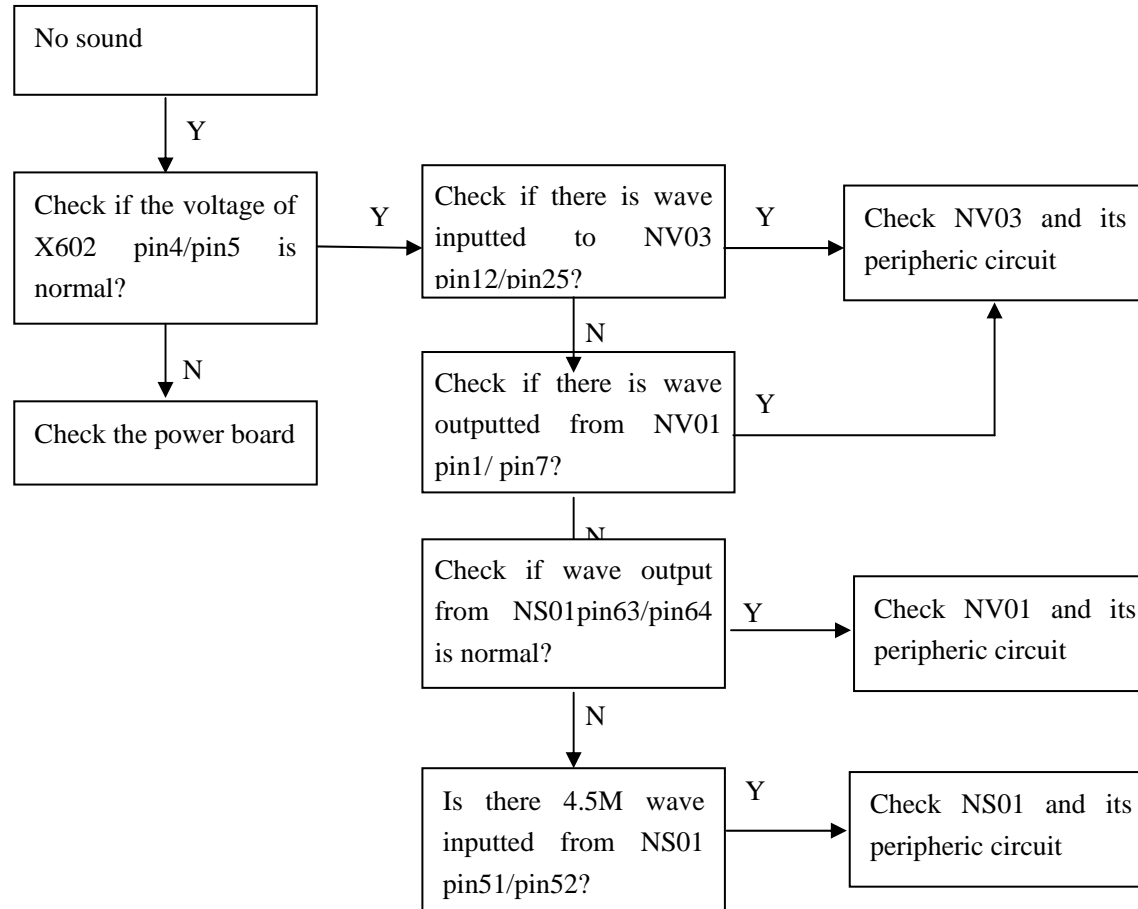 No sound
Y
Check if the voltage of
X602 pin4/pin5 is
normal?
Y
Check if there is wave
inputted to NV03
pin12/pin25?
Y
Check NV03 and its
peripheric circuit
N
Check the power board
N
Check if there is wave
outputted from NV01
pin1/ pin7?
Y
N
Check if wave output
from NS01pin63/pin64
is normal?
Y
Check NV01 and its
peripheric circuit
N
Is there 4.5M wave
inputted from NS01
pin51/pin52?
Y
Check NS01 and its
peripheric circuit